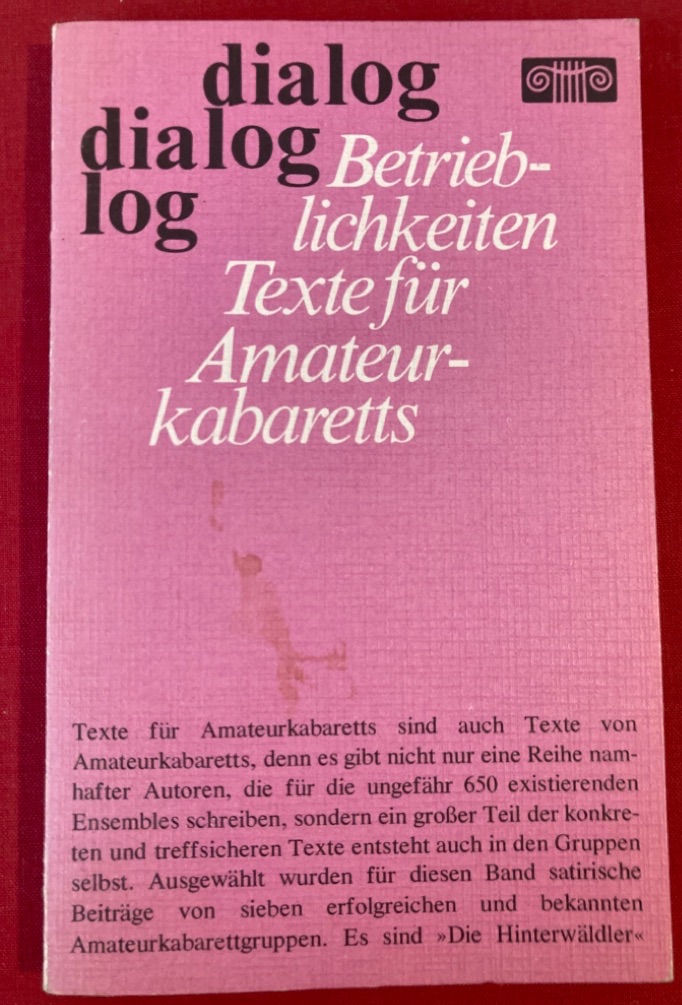 dialog
dialog
log
Betrieb-
lichkeiten
Texte für
Amateur-
kabaretts
Texte für Amateurkabaretts sind auch Texte von
Amateurkabaretts, denn es gibt nicht nur eine Reihe nam-
hafter Autoren, die für die ungefähr 650 existierenden
Ensembles schreiben, sondern ein großer Teil der konkre-
ten und treffsicheren Texte entsteht auch in den Gruppen
selbst. Ausgewählt wurden für diesen Band satirische
Beiträge von sieben erfolgreichen und bekannten
Amateurkabarettgruppen. Es sind »Die Hinterwäldler«